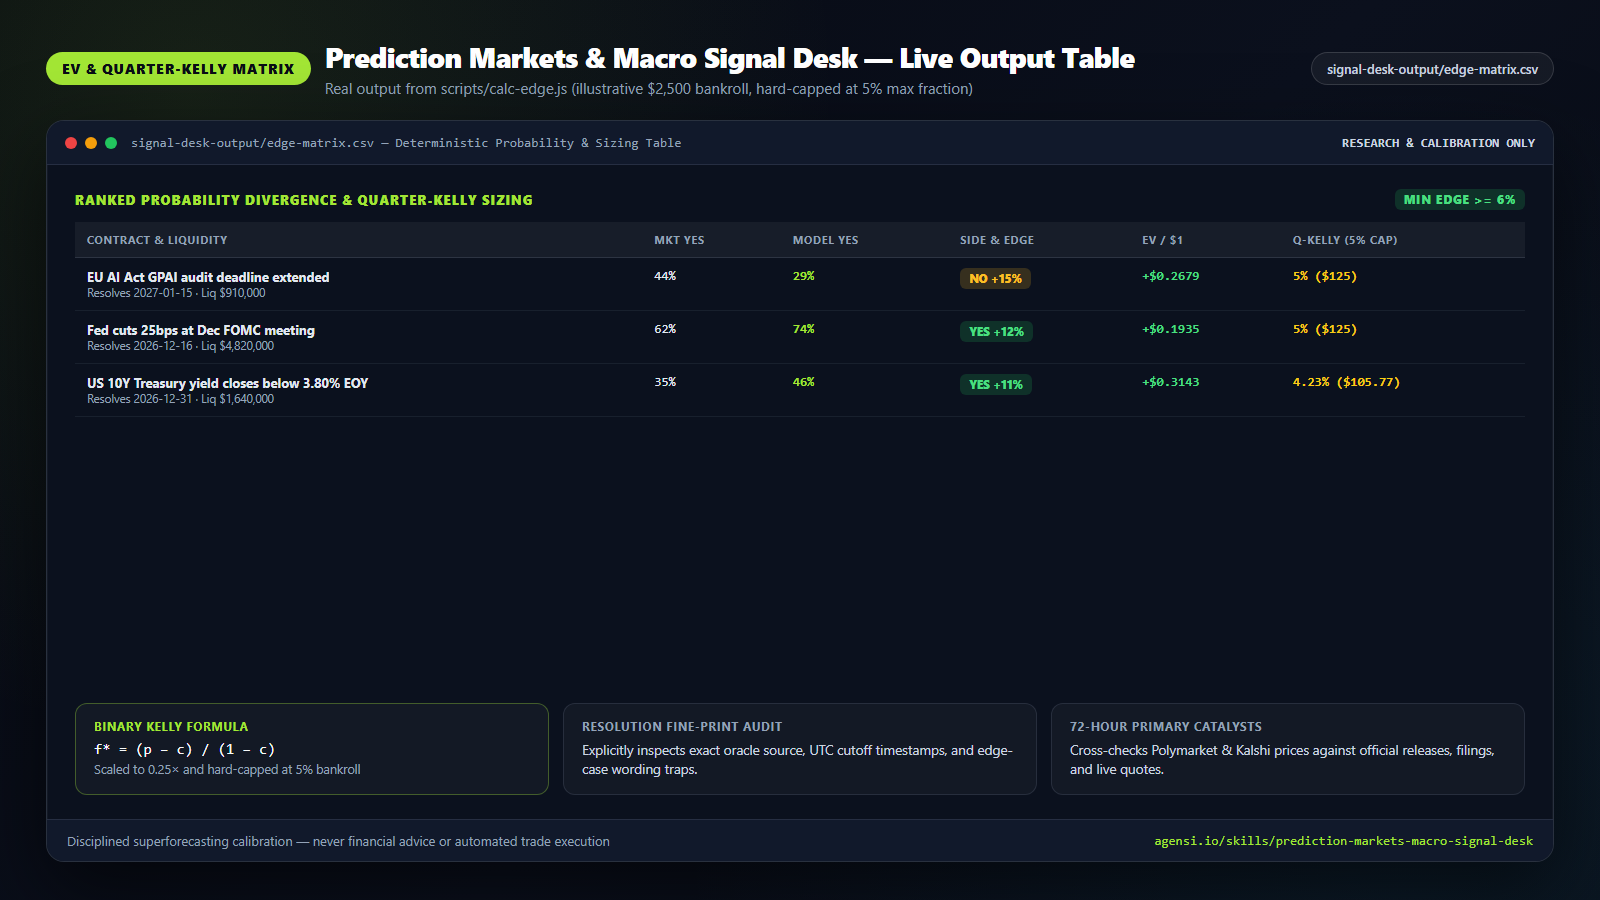 EV & QUARTER-KELLY MATRIX
Prediction Markets & Macro Signal Desk — Live Output Table
Real output from scripts/calc-edge.js (illustrative $2,500 bankroll, hard-capped at 5% max fraction)
signal-desk-output/edge-matrix.csv
signal-desk-output/edge-matrix.csv — Deterministic Probability & Sizing Table
RESEARCH & CALIBRATION ONLY
RANKED PROBABILITY DIVERGENCE & QUARTER-KELLY SIZING
MIN EDGE >= 6%
CONTRACT & LIQUIDITY MKT YES MODEL YES SIDE & EDGE EV / $1 Q-KELLY (5% CAP)
EU AI Act GPAI audit deadline extended 44% 29% NO +15% +$0.2679 5% ($125)
Resolves 2027-01-15 · Liq $910,000
Fed cuts 25bps at Dec FOMC meeting 62% 74% YES +12% +$0.1935 5% ($125)
Resolves 2026-12-16 · Liq $4,820,000
US 10Y Treasury yield closes below 3.80% EOY 35% 46% YES +11% +$0.3143 4.23% ($105.77)
Resolves 2026-12-31 · Liq $1,640,000
BINARY KELLY FORMULA
f* = (p − c) / (1 − c)
Scaled to 0.25× and hard-capped at 5% bankroll
RESOLUTION FINE-PRINT AUDIT
Explicitly inspects exact oracle source, UTC cutoff timestamps, and edge-
case wording traps.
72-HOUR PRIMARY CATALYSTS
Cross-checks Polymarket & Kalshi prices against official releases, filings,
and live quotes.
Disciplined superforecasting calibration — never financial advice or automated trade execution
agensi.io/skills/prediction-markets-macro-signal-desk